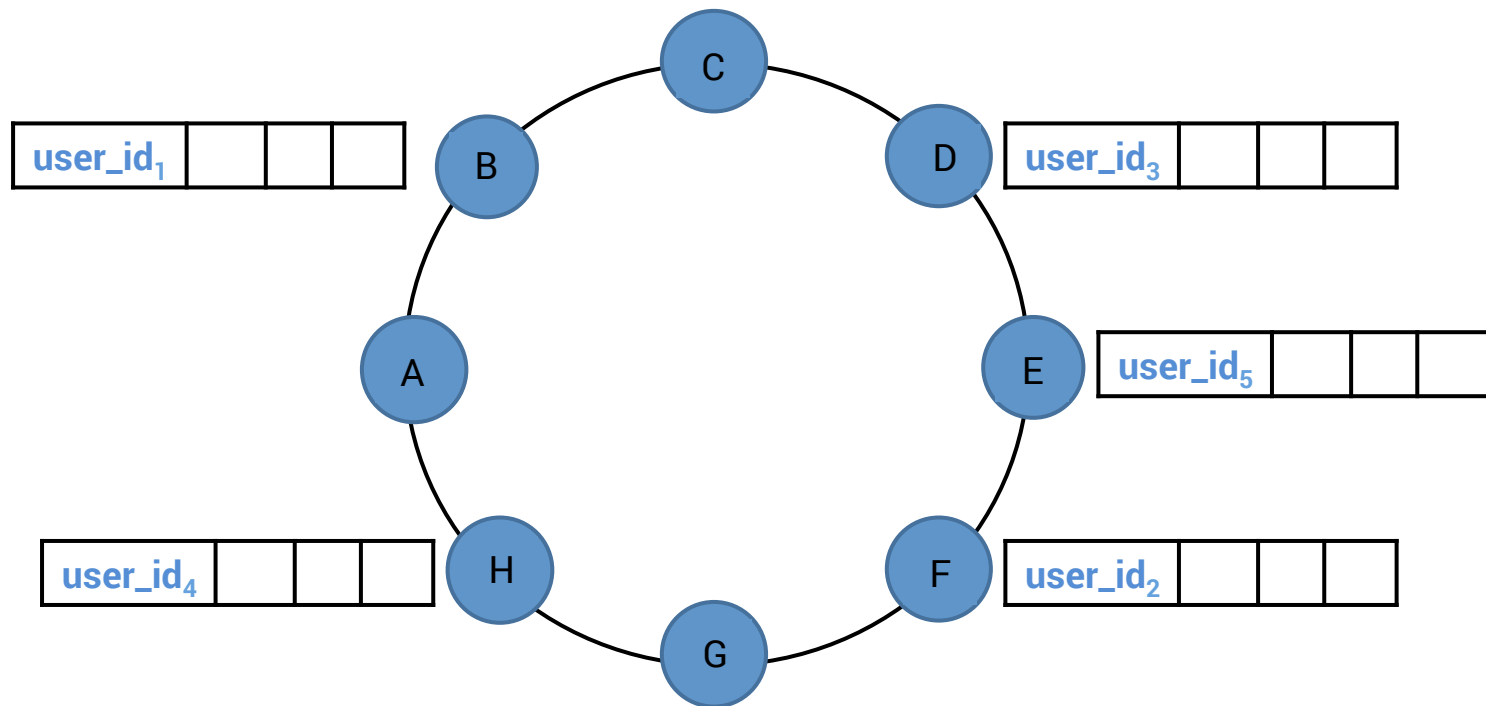 C
user_id₁
B
D
user_id₃
A
E
user_id₅
user_id₄
H
F
user_id₂
G